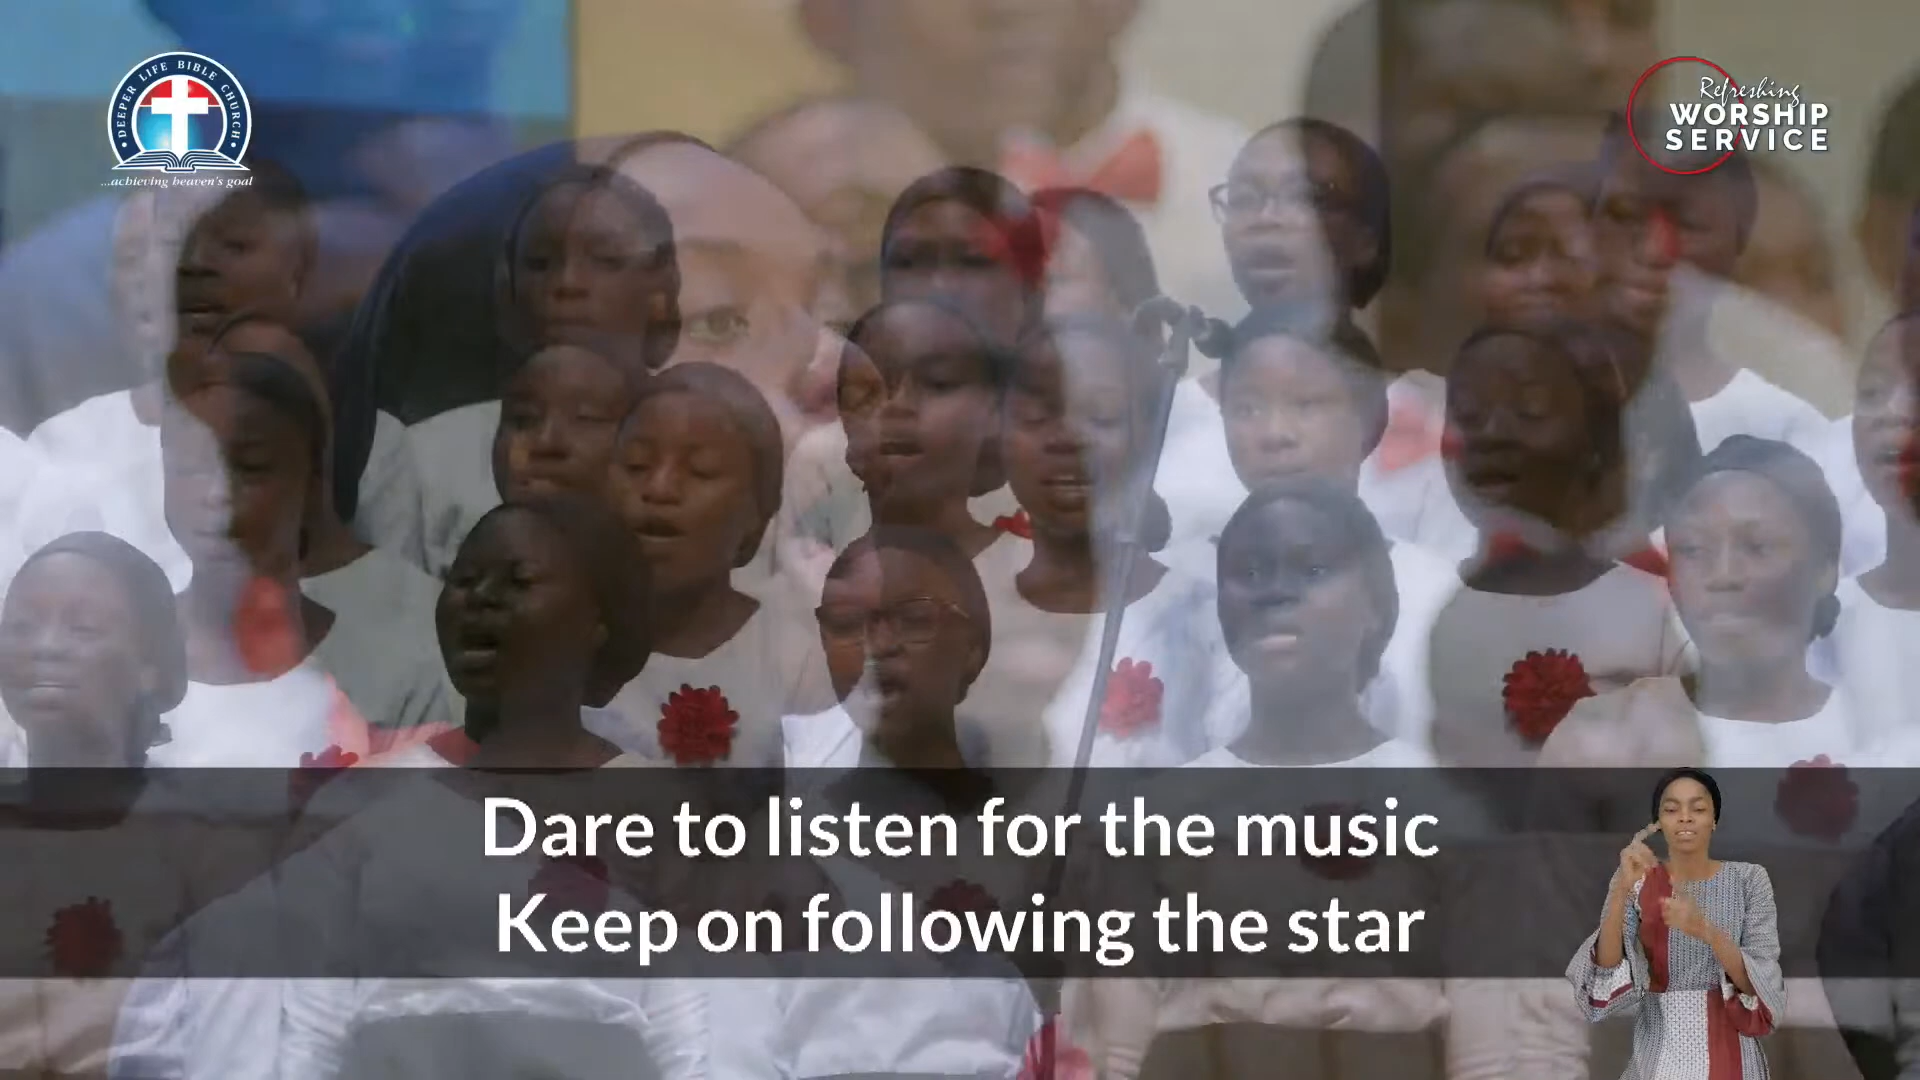 DEEPER LIFE BIBLE CHURCH
...achieving heaven's goal
Refreshing
WORSHIP
SERVICE
Dare to listen for the music
Keep on following the star